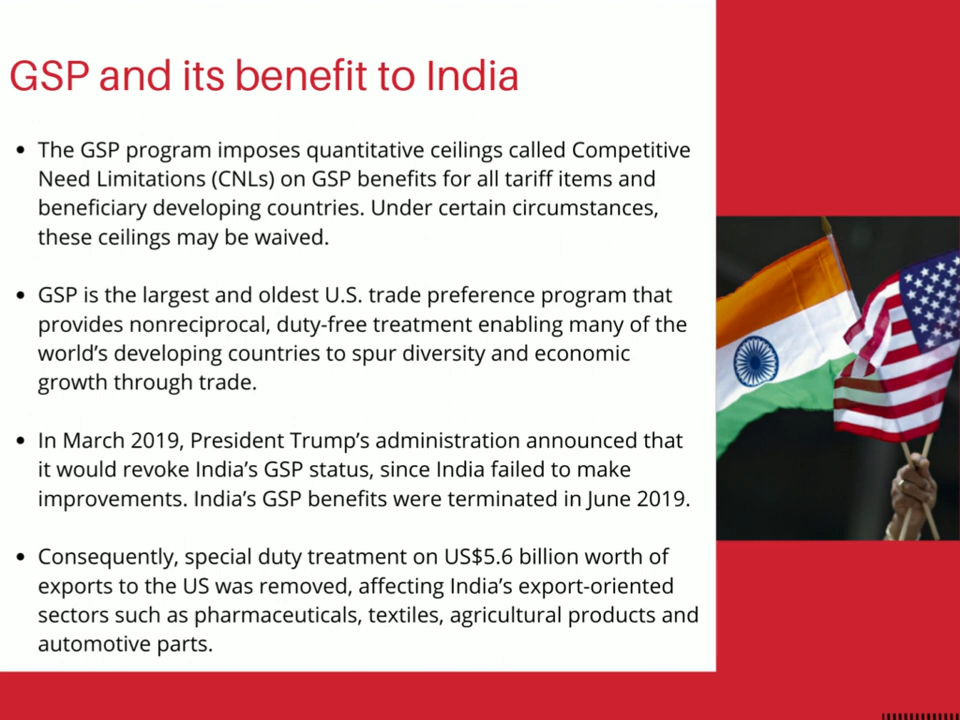 GSP and its benefit to India
• The GSP program imposes quantitative ceilings called Competitive
Need Limitations (CNLs) on GSP benefits for all tariff items and
beneficiary developing countries. Under certain circumstances,
these ceilings may be waived.
• GSP is the largest and oldest U.S. trade preference program that
provides nonreciprocal, duty-free treatment enabling many of the
world's developing countries to spur diversity and economic
growth through trade.
• In March 2019, President Trump's administration announced that
it would revoke India's GSP status, since India failed to make
improvements. India's GSP benefits were terminated in June 2019.
• Consequently, special duty treatment on US$5.6 billion worth of
exports to the US was removed, affecting India's export-oriented
sectors such as pharmaceuticals, textiles, agricultural products and
automotive parts.